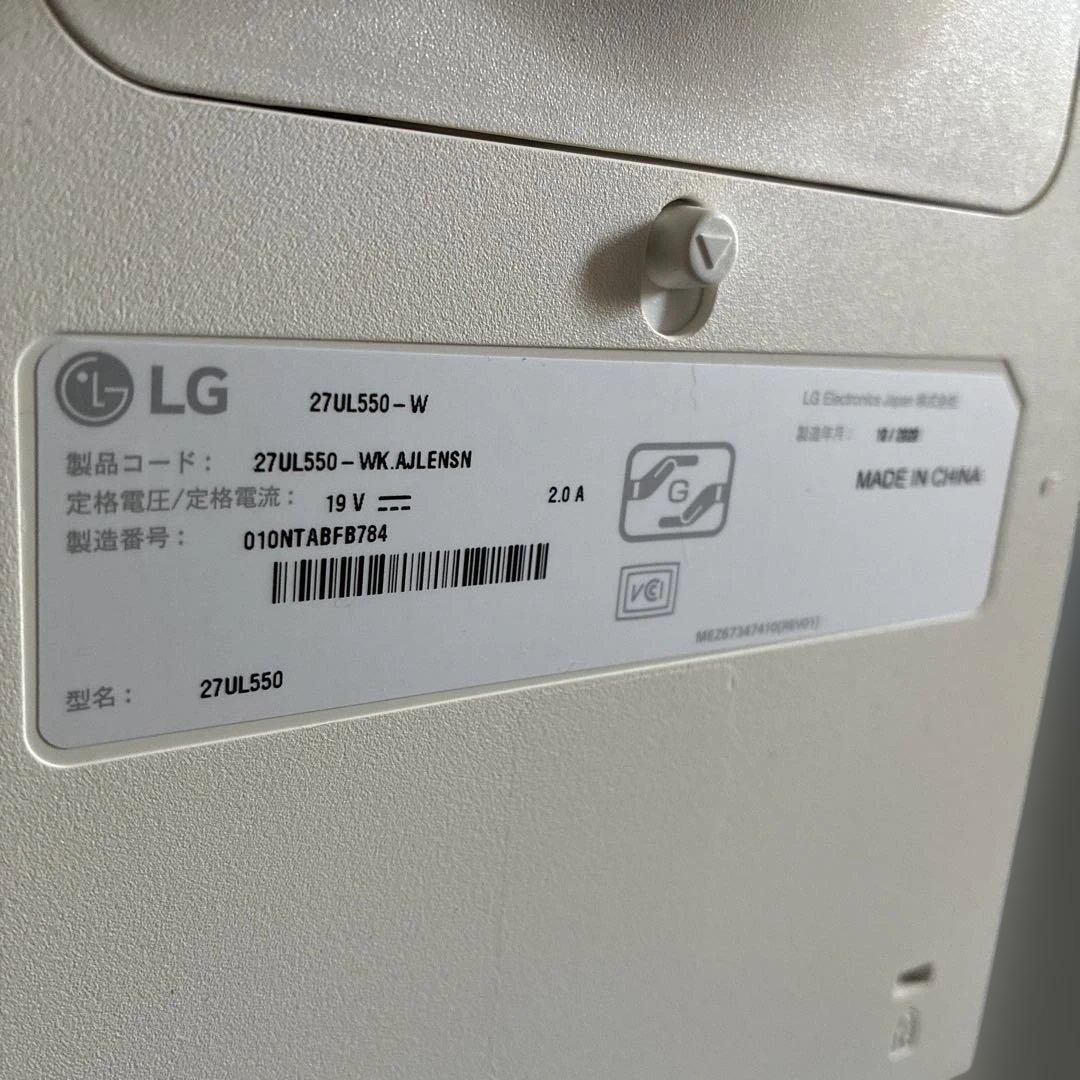 LG
27UL550-W
製品コード: 27UL550-WK.AJLENSN
定格電圧/定格電流: 19 V 2.0 A
製造番号: 010NTABFB784
型名: 27UL550
G
VCCI
LG Electronics Japan 株式会社
製造年月: 10/2020
MADE IN CHINA
MEZ67347410(REV01)